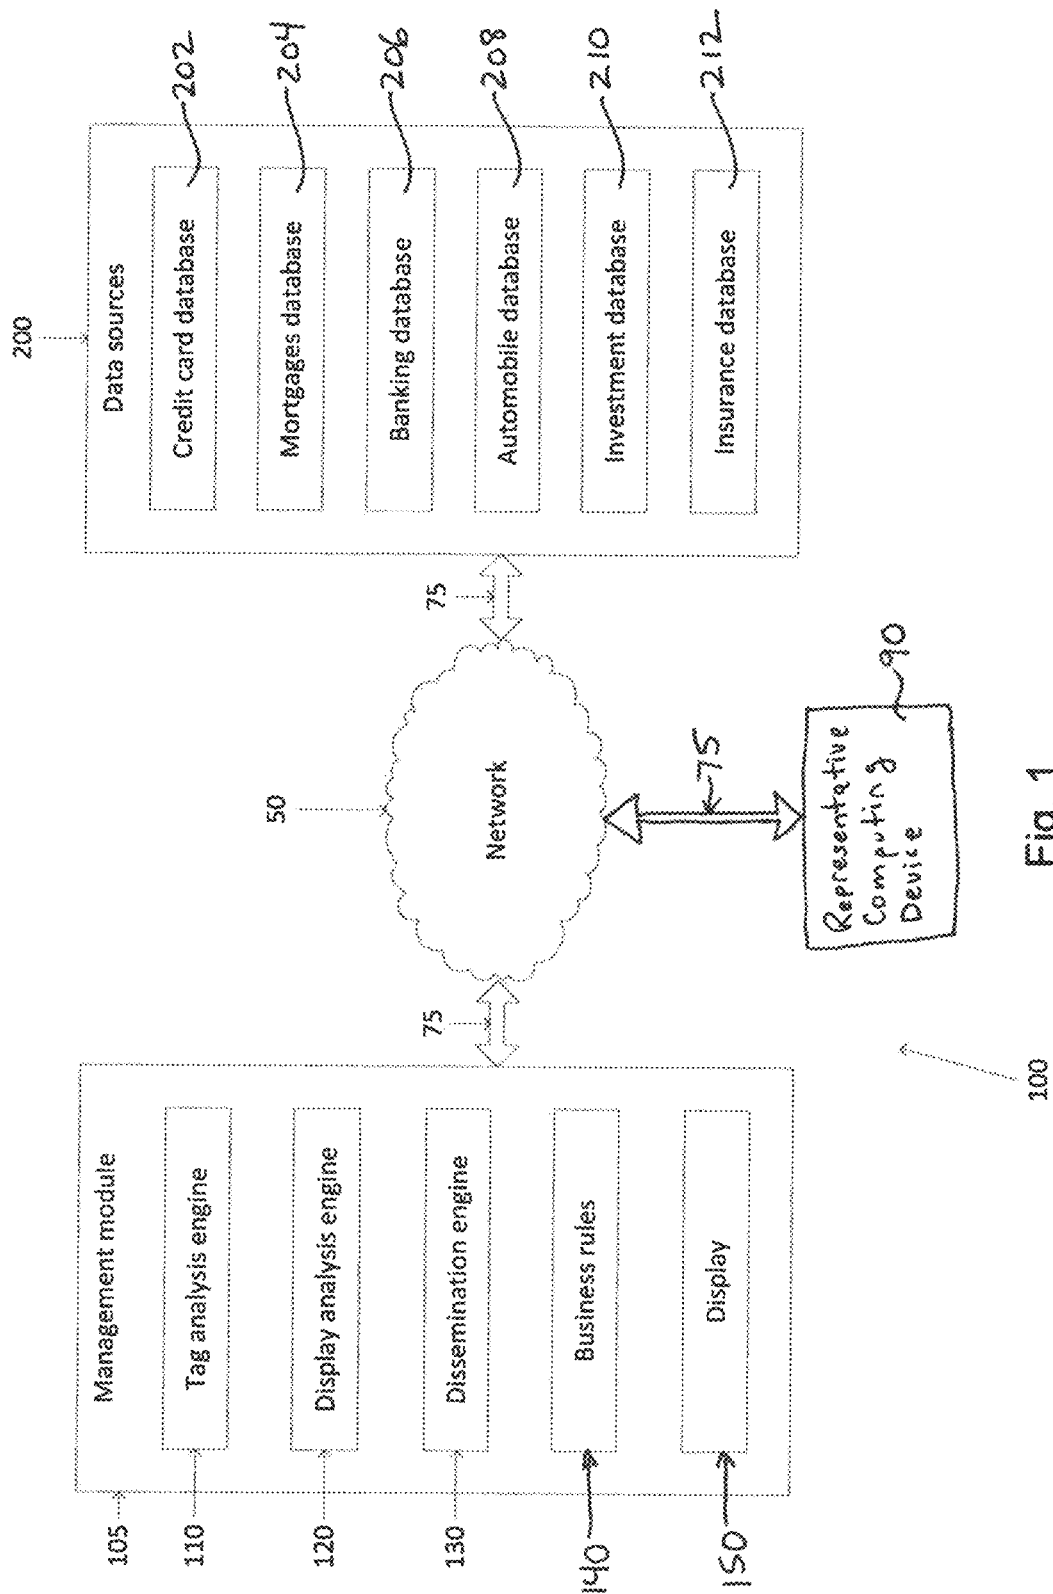 200
Data sources
Credit card database
202
Mortgages database
204
Banking database
206
Automobile database
208
Investment database
210
Insurance database
212
75
50
Network
75
75
Representative
Computing
Device
90
Management module
105
Tag analysis engine
110
Display analysis engine
120
Dissemination engine
130
Business rules
140
Display
150
100
Fig. 1